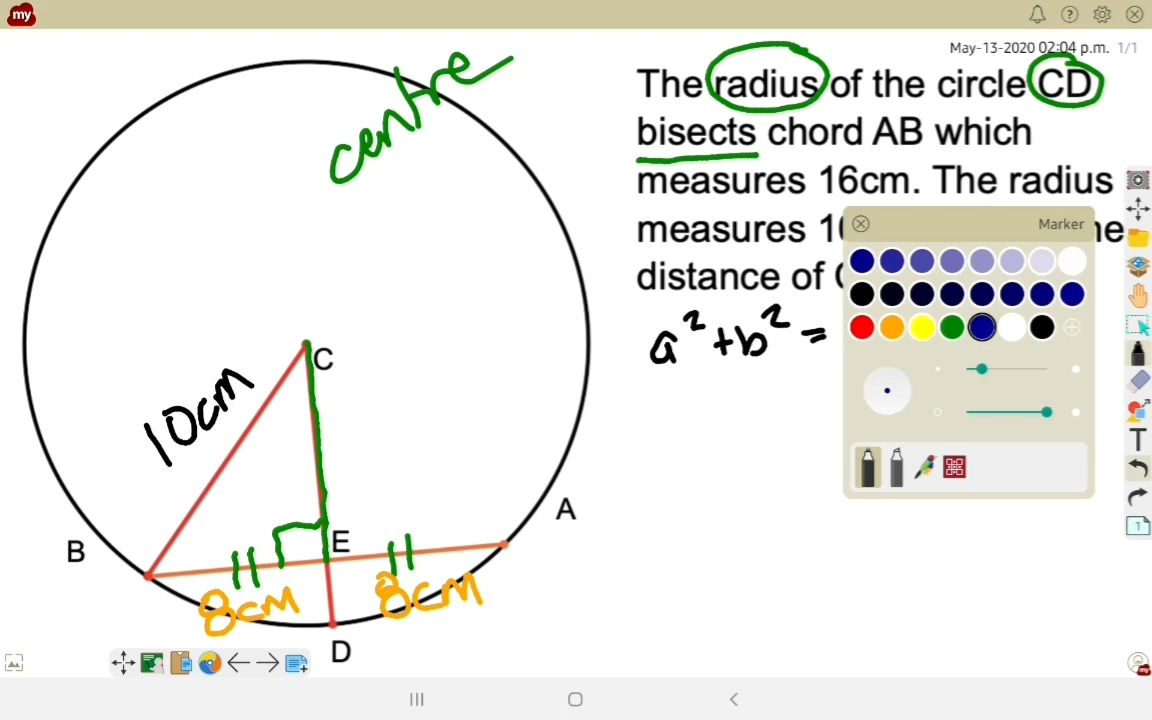 my
May-13-2020 02:04 p.m. 1/1
The radius of the circle CD
bisects chord AB which
measures 16cm. The radius
measures
distance of
a²+b²=
Marker
centre
C
10cm
A
B
E
8cm
8cm
D
T
1